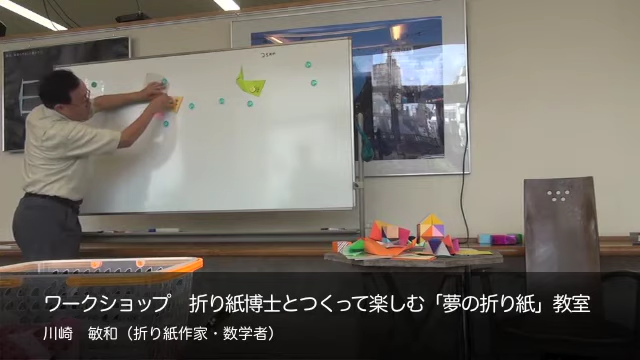 ワークショップ　折り紙博士とつくって楽しむ「夢の折り紙」教室
川崎　敏和（折り紙作家・数学者）